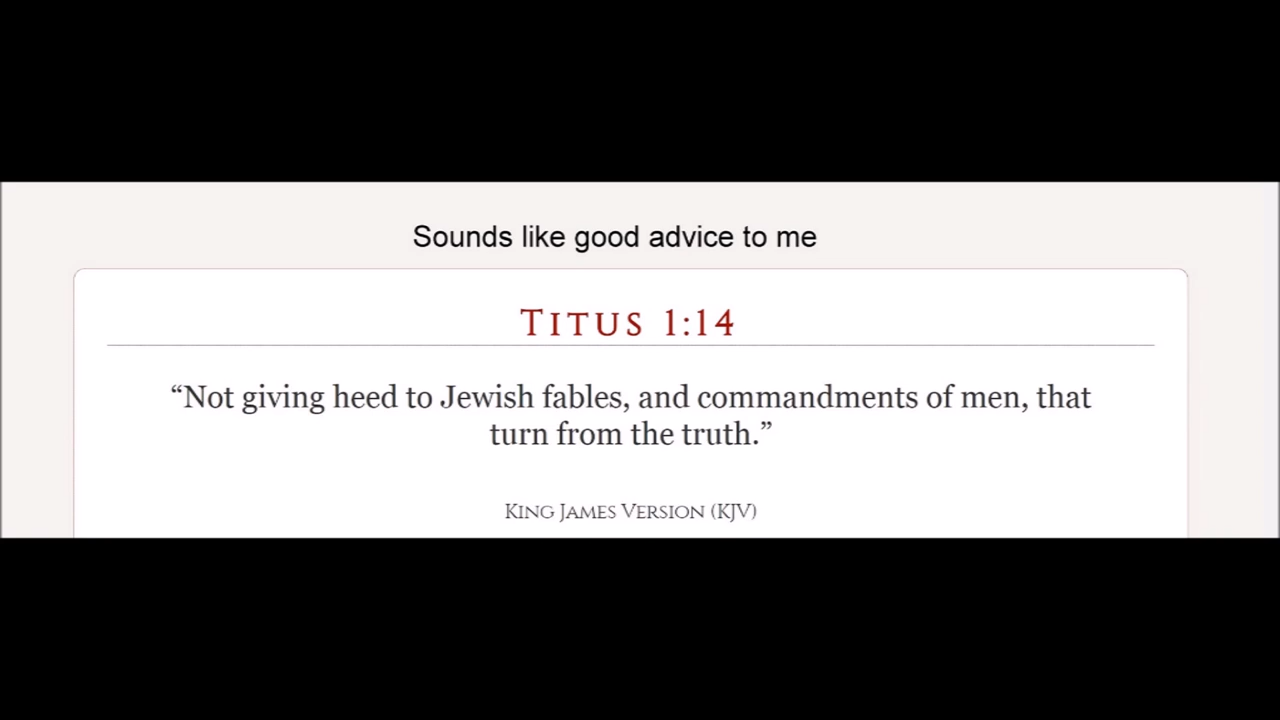 Sounds like good advice to me
Titus 1:14
“Not giving heed to Jewish fables, and commandments of men, that
turn from the truth.”
King James Version (KJV)